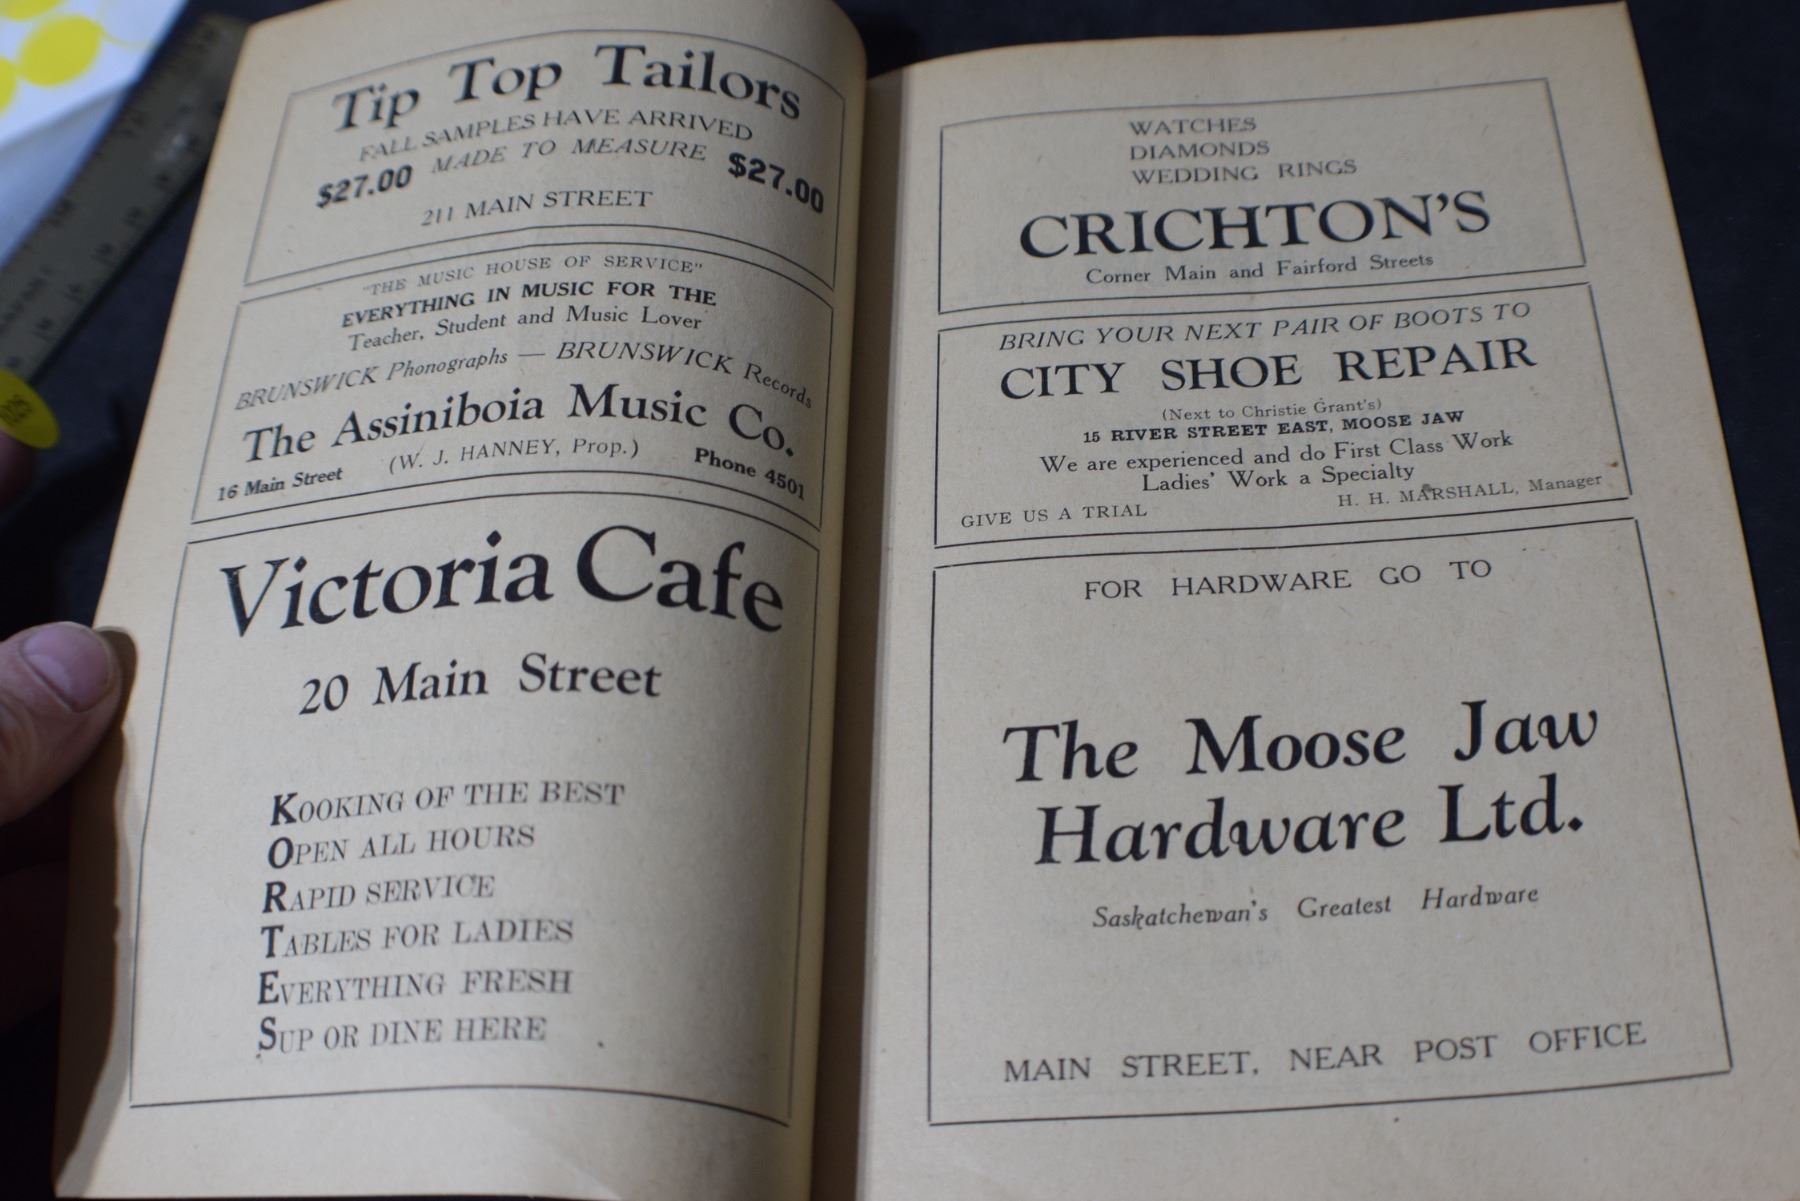 Tip Top Tailors
FALL SAMPLES HAVE ARRIVED
$27.00 MADE TO MEASURE $27.00
211 MAIN STREET
"THE MUSIC HOUSE OF SERVICE"
EVERYTHING IN MUSIC FOR THE
Teacher, Student and Music Lover
BRUNSWICK Phonographs — BRUNSWICK Records
The Assiniboia Music Co.
(W. J. HANNEY, Prop.)
16 Main Street Phone 4501
Victoria Cafe
20 Main Street
KOOKING OF THE BEST
OPEN ALL HOURS
RAPID SERVICE
TABLES FOR LADIES
EVERYTHING FRESH
SUP OR DINE HERE
WATCHES
DIAMONDS
WEDDING RINGS
CRICHTON'S
Corner Main and Fairford Streets
BRING YOUR NEXT PAIR OF BOOTS TO
CITY SHOE REPAIR
(Next to Christie Grant's)
15 RIVER STREET EAST, MOOSE JAW
We are experienced and do First Class Work
Ladies' Work a Specialty
H. H. MARSHALL, Manager
GIVE US A TRIAL
FOR HARDWARE GO TO
The Moose Jaw
Hardware Ltd.
Saskatchewan's Greatest Hardware
MAIN STREET, NEAR POST OFFICE